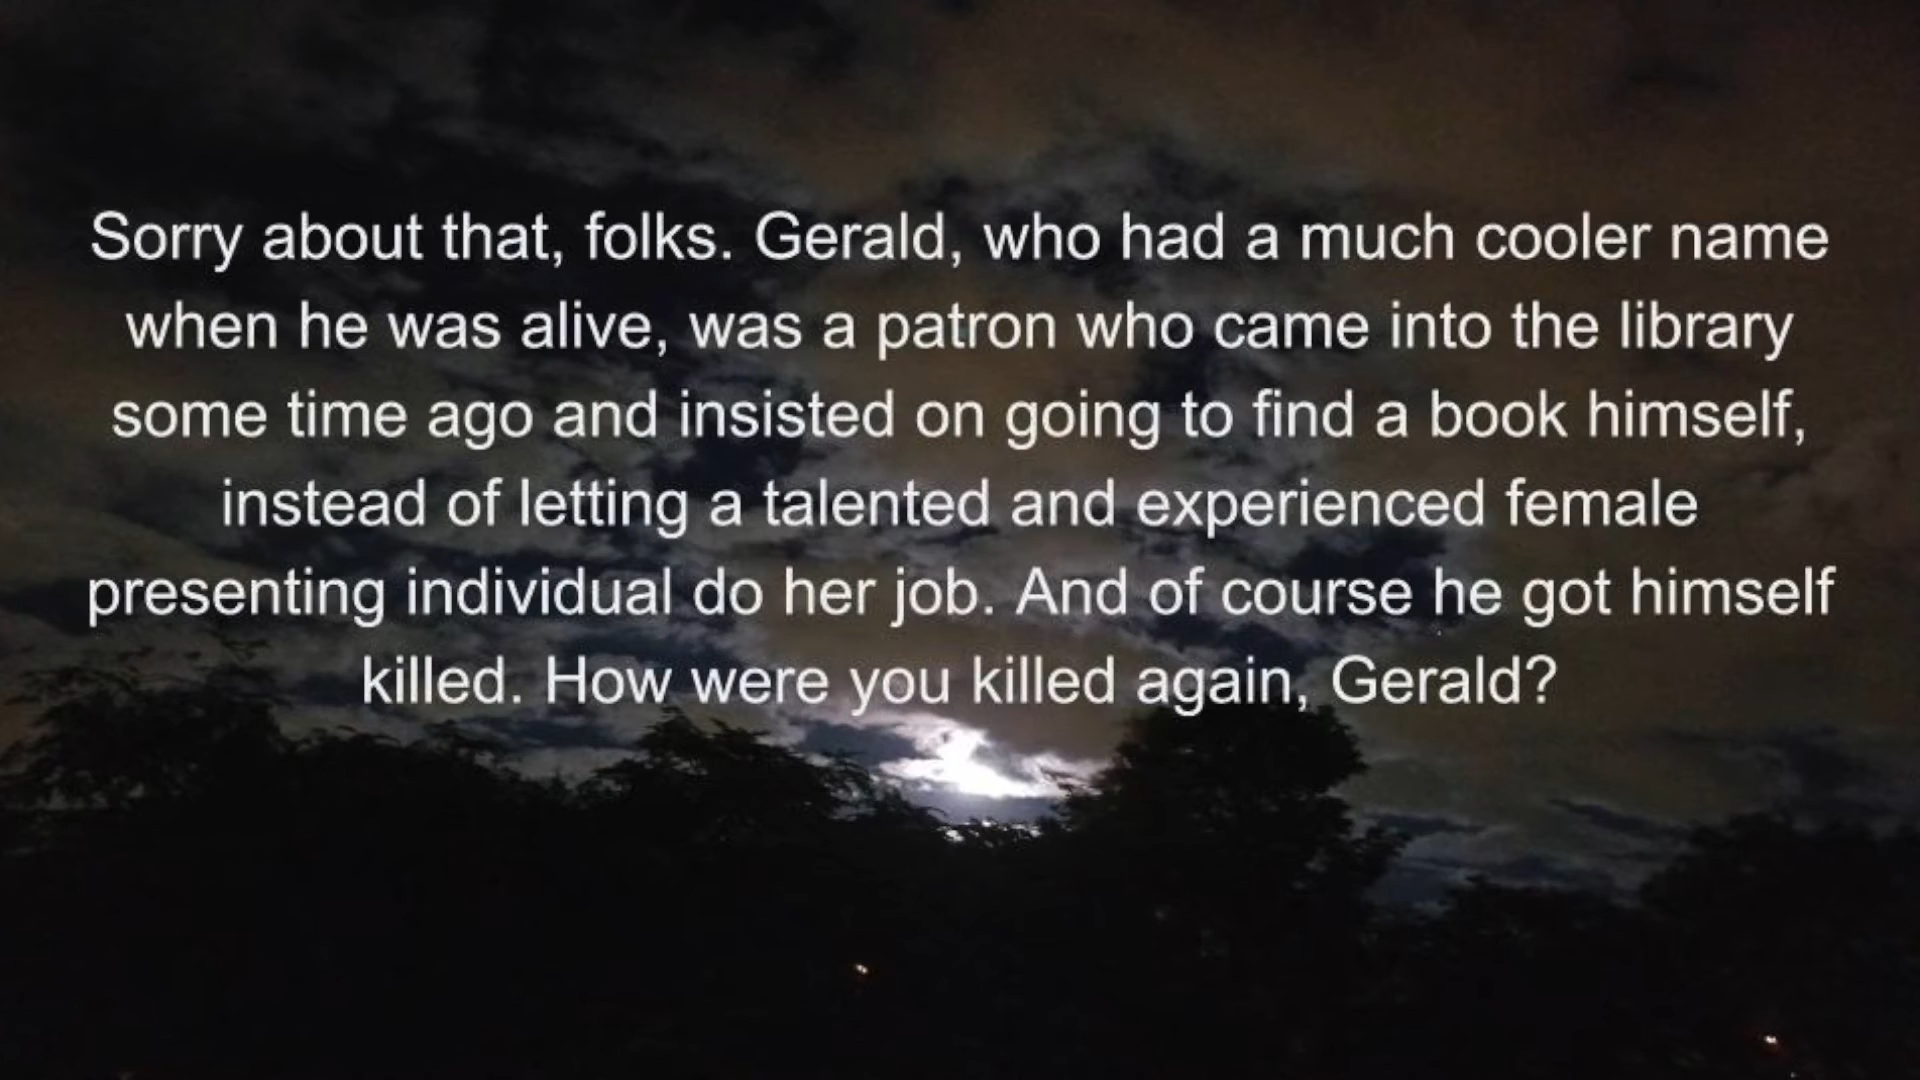 Sorry about that, folks. Gerald, who had a much cooler name
when he was alive, was a patron who came into the library
some time ago and insisted on going to find a book himself,
instead of letting a talented and experienced female
presenting individual do her job. And of course he got himself
killed. How were you killed again, Gerald?